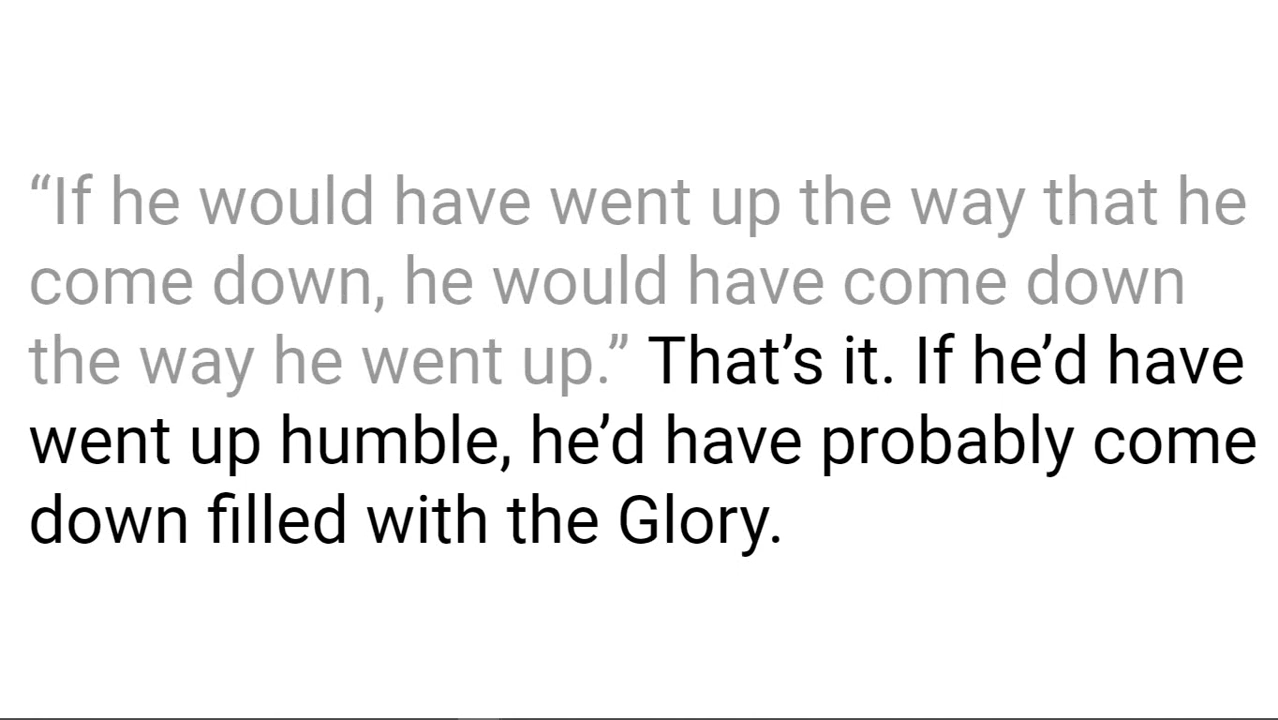 “If he would have went up the way that he
come down, he would have come down
the way he went up.” That’s it. If he’d have
went up humble, he’d have probably come
down filled with the Glory.